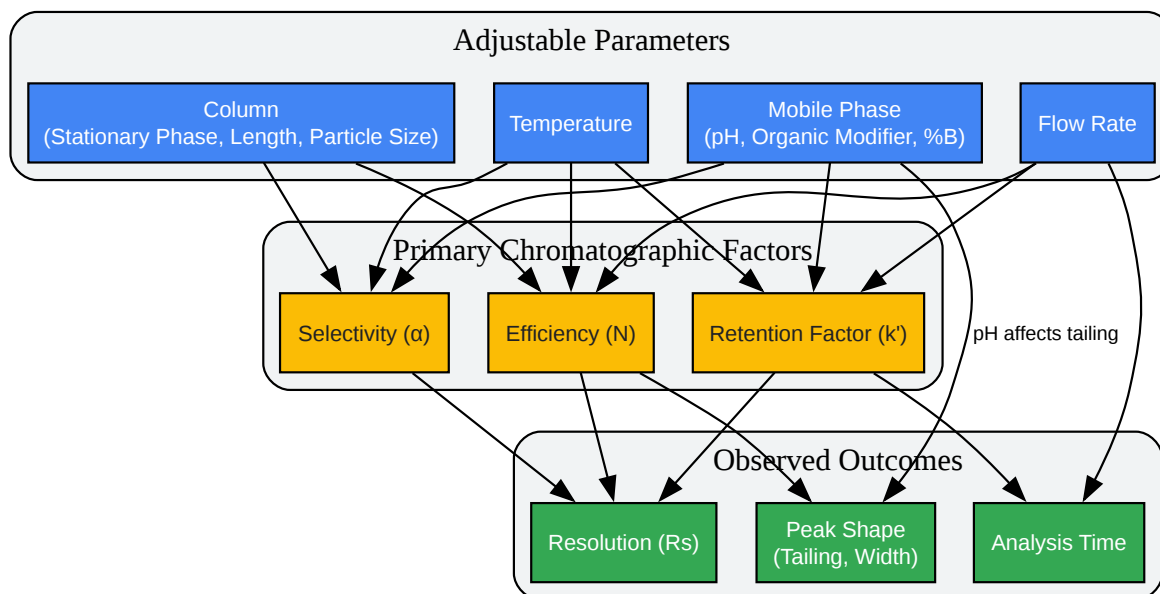 Adjustable Parameters
Column
(Stationary Phase, Length, Particle Size)
Temperature
Mobile Phase
(pH, Organic Modifier, %B)
Flow Rate
Primary Chromatographic Factors
Selectivity (α)
Efficiency (N)
Retention Factor (k')
pH affects tailing
Observed Outcomes
Resolution (Rs)
Peak Shape
(Tailing, Width)
Analysis Time